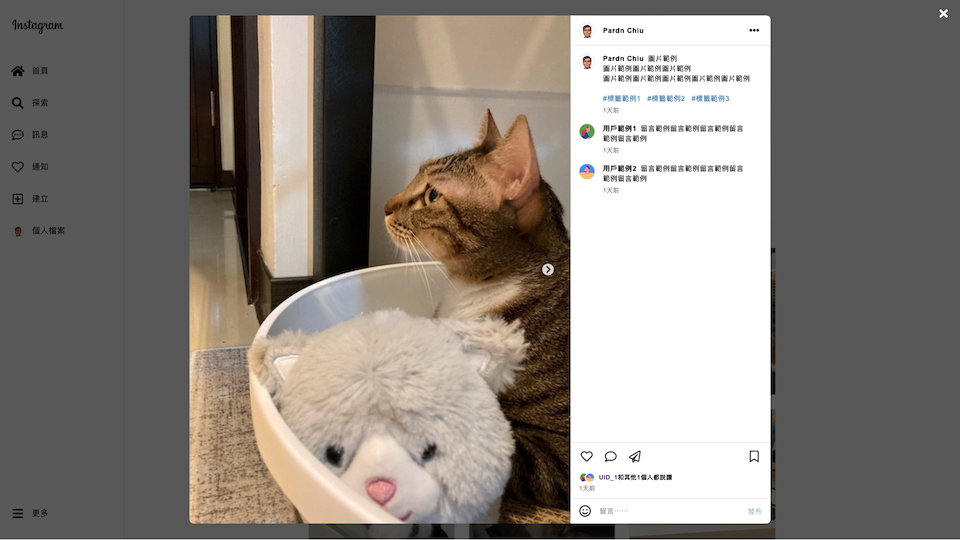 Instagram
首頁
探索
訊息
通知
建立
個人檔案
更多
Pardn Chiu
Pardn Chiu 圖片範例
圖片範例圖片範例圖片範例
圖片範例圖片範例圖片範例圖片範例圖片範例
#標籤範例1 #標籤範例2 #標籤範例3
1天前
用戶範例1 留言範例留言範例留言範例留言
範例留言範例
1天前
用戶範例2 留言範例留言範例留言範例留言
範例留言範例
1天前
UID_1和其他1個人都說讚
1天前
留言⋯⋯
發布